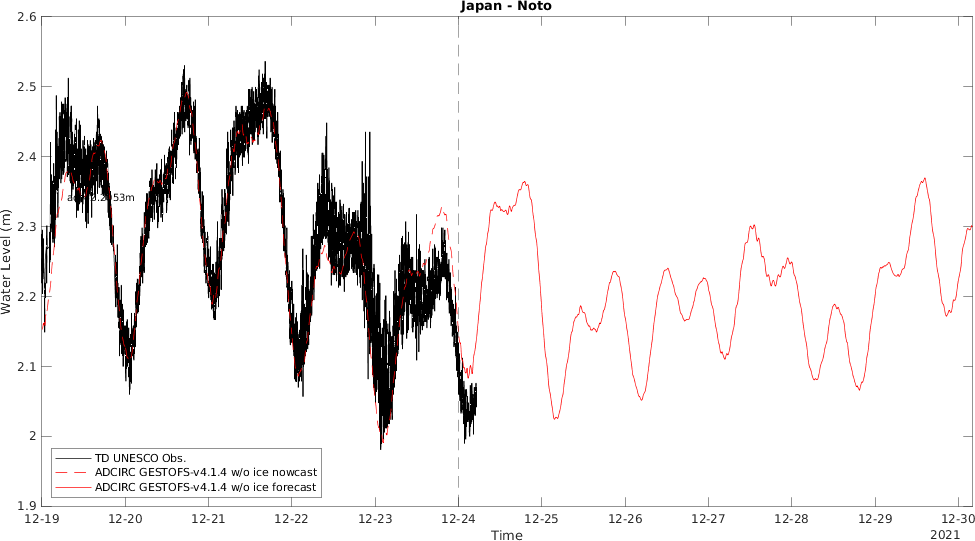 Japan - Noto
2.6
2.5
2.4
2.3
2.2
2.1
2
1.9
Water Level (m)
TD UNESCO Obs.
ADCIRC GESTOFS-v4.1.4 w/o ice nowcast
ADCIRC GESTOFS-v4.1.4 w/o ice forecast
12-19 12-20 12-21 12-22 12-23 12-24 12-25 12-26 12-27 12-28 12-29 12-30
Time
2021